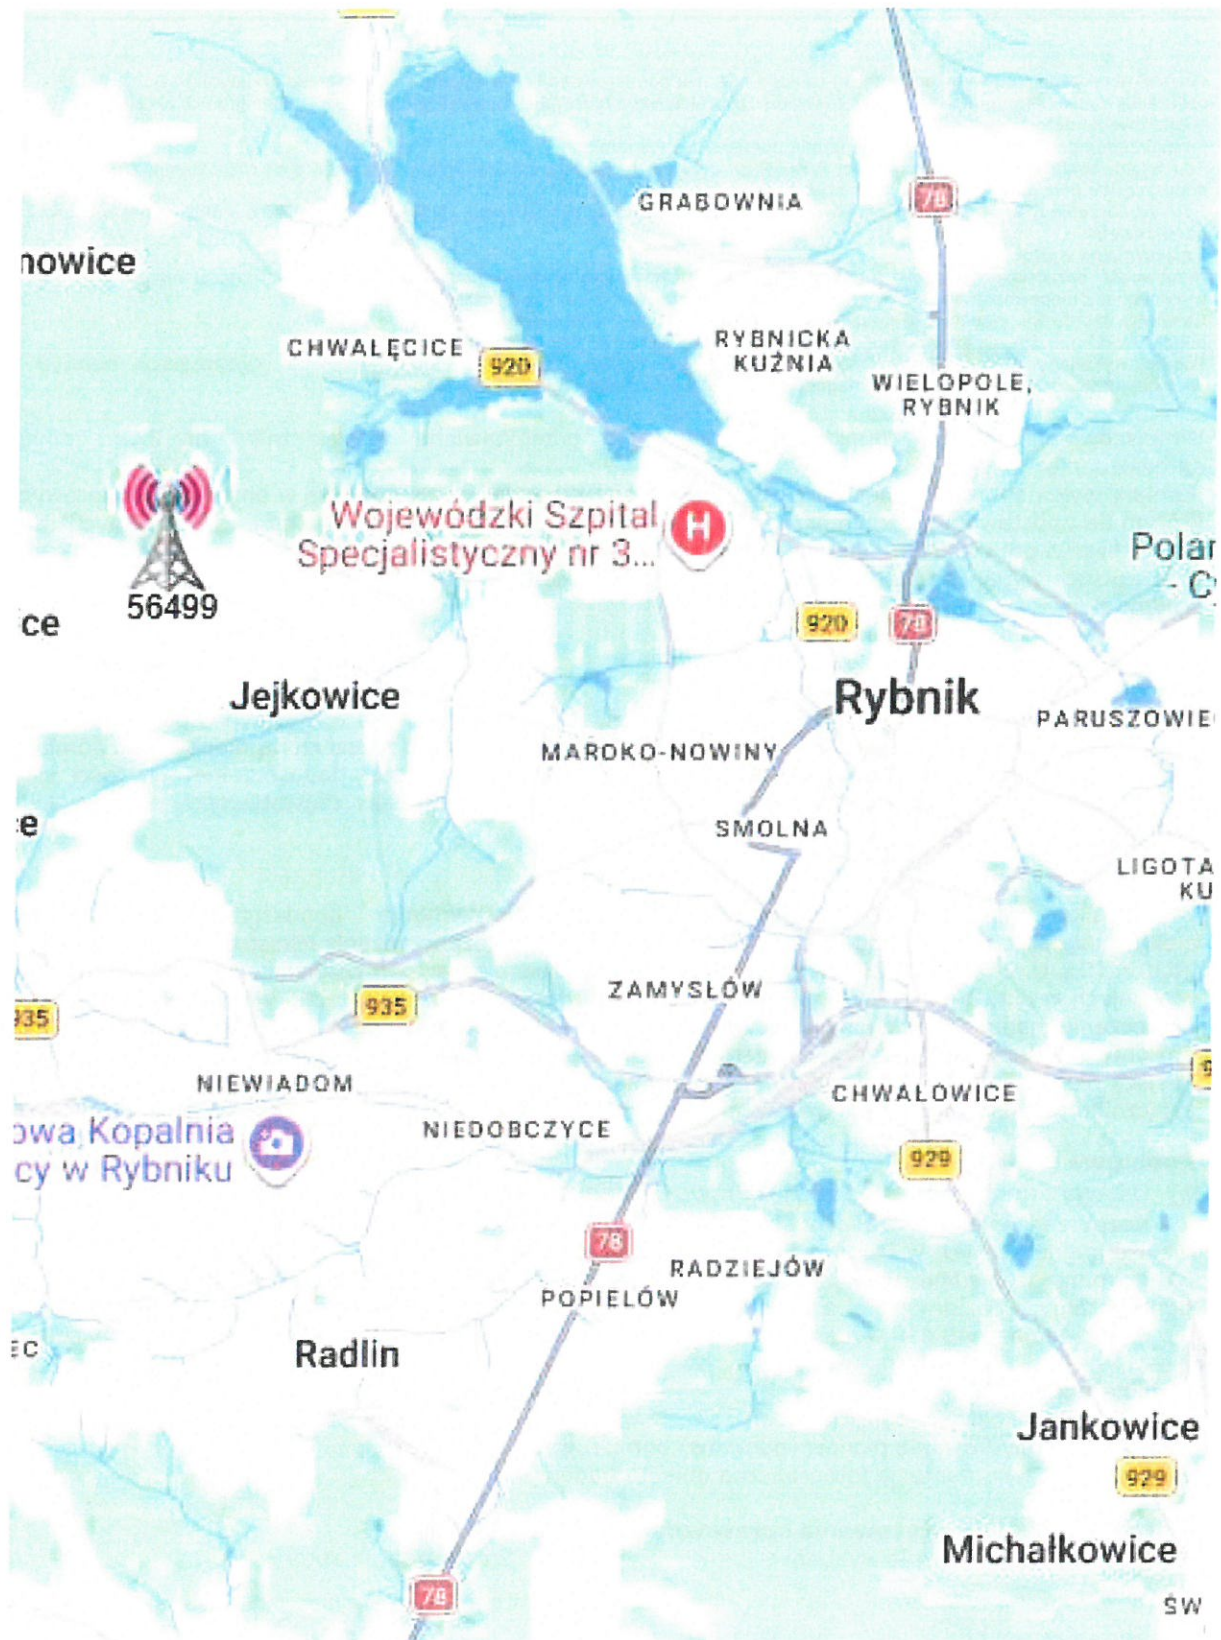 GRABOWNIA
78
nowice
CHWAŁĘCICE
920
RYBNICKA
KUŹNIA
WIELOPOLE,
RYBNIK
Wojewódzki Szpital
Specjalistyczny nr 3...
H
Polar
- C
56499
ce
920
78
Jejkowice
Rybnik
PARUSZOWIE
MAROKO-NOWINY
e
SMOLNA
LIGOTA
KU
ZAMYSŁÓW
935
935
9
NIEWIADOM
CHWAŁOWICE
owa Kopalnia
cy w Rybniku
NIEDOBCZYCE
929
78
RADZIEJÓW
POPIELÓW
EC
Radlin
Jankowice
929
Michałkowice
78
ŚW